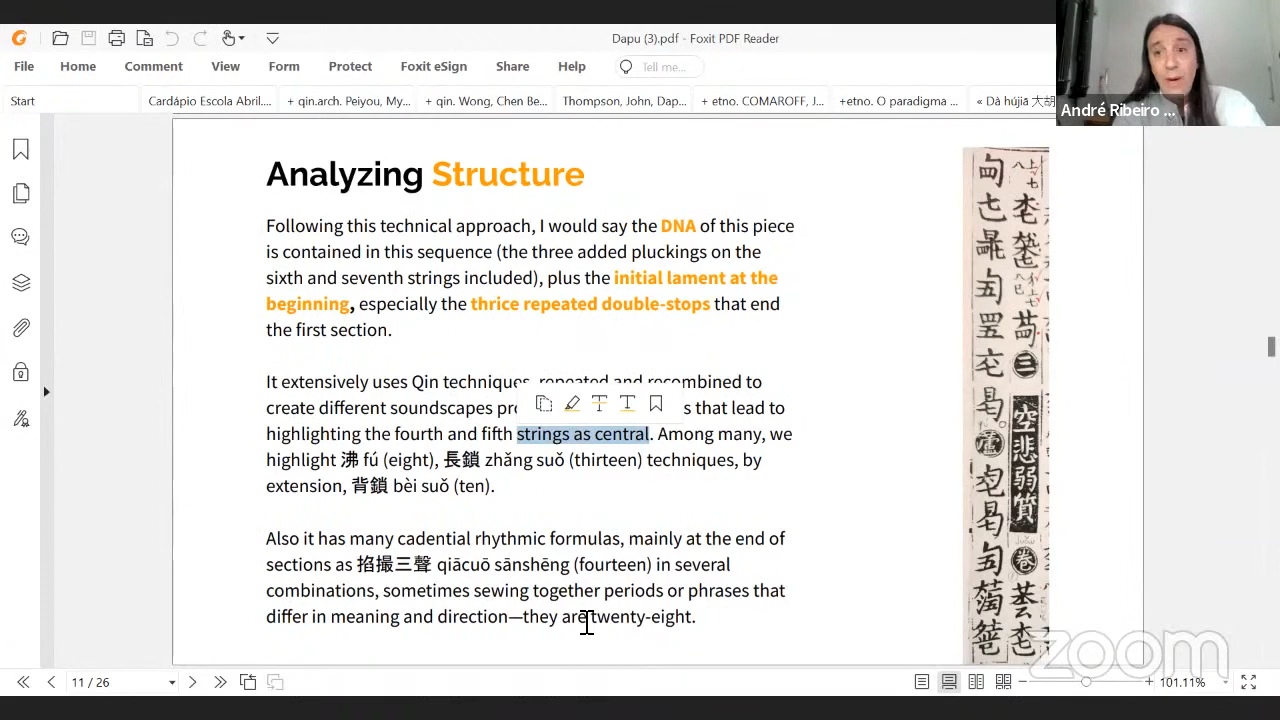 Dapu (3).pdf - Foxit PDF Reader
File Home Comment View Form Protect Foxit eSign Share Help Tell me...
Start Cardápio Escola Abril.... + qin.arch. Peiyou, My... + qin. Wong, Chen Be... Thompson, John, Dap... + etno. COMAROFF, J... +etno. O paradigma ... « Dà hújiā 大胡
André Ribeiro ...
Analyzing Structure
Following this technical approach, I would say the DNA of this piece
is contained in this sequence (the three added pluckings on the
sixth and seventh strings included), plus the initial lament at the
beginning, especially the thrice repeated double-stops that end
the first section.
It extensively uses Qin techniques, repeated and recombined to
create different soundscapes pro s that lead to
highlighting the fourth and fifth strings as central. Among many, we
highlight 沸 fú (eight), 長鎖 zhǎng suǒ (thirteen) techniques, by
extension, 背鎖 bèi suǒ (ten).
Also it has many cadential rhythmic formulas, mainly at the end of
sections as 掐撮三聲 qiācuō sānshēng (fourteen) in several
combinations, sometimes sewing together periods or phrases that
differ in meaning and direction—they are twenty-eight.
三
空悲弱質
卷
zoom
11 / 26
101.11%